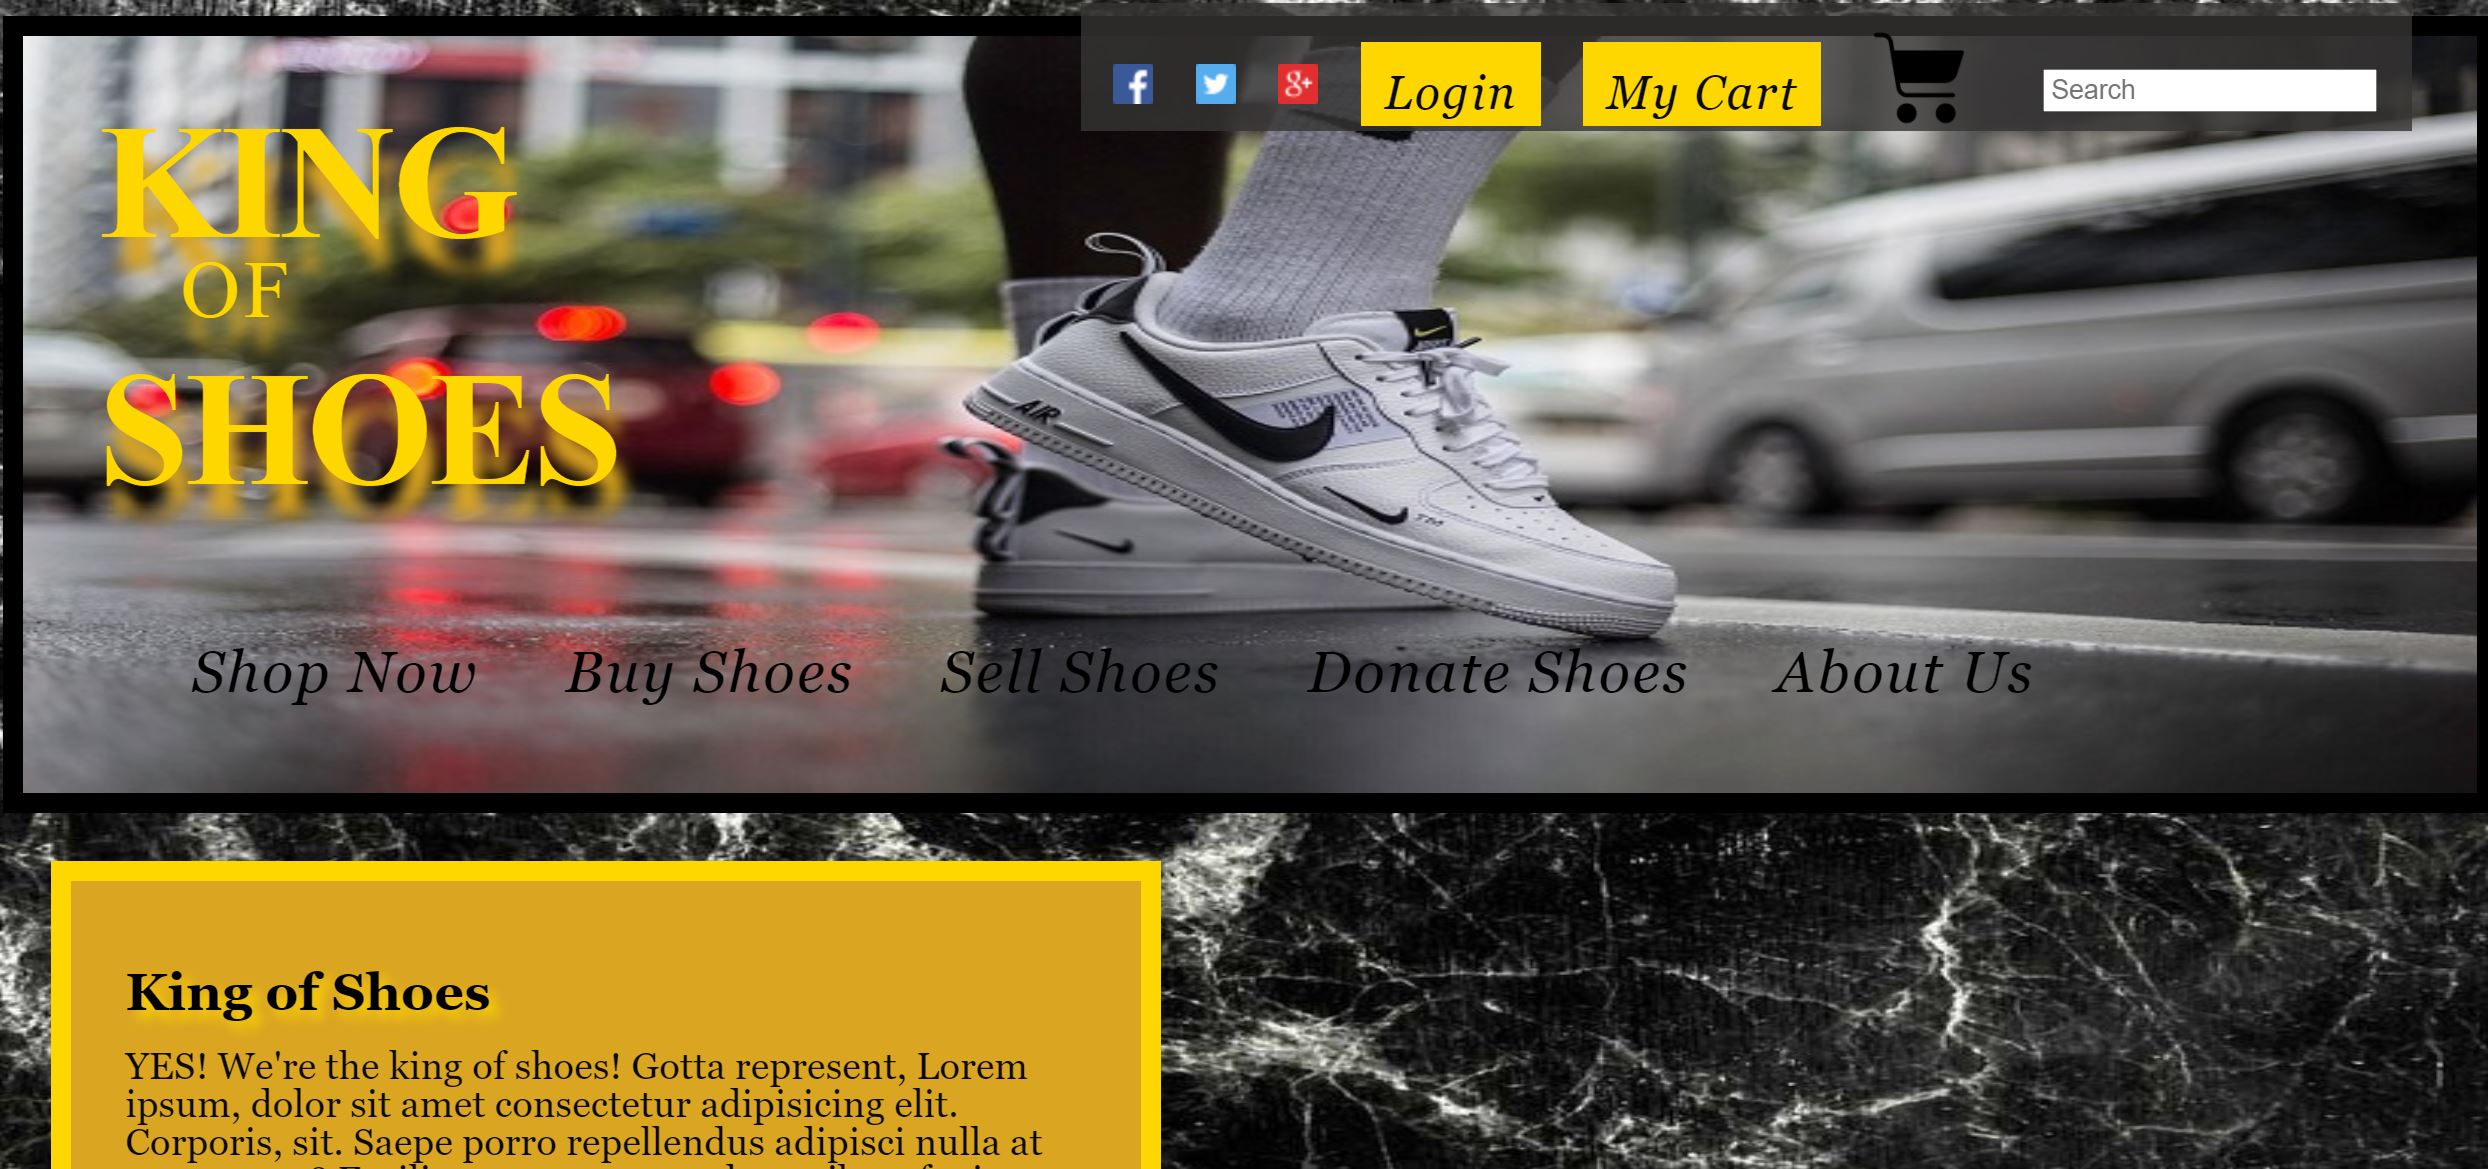 Login
My Cart
Search
KING
OF
SHOES
AIR
TM
Shop Now
Buy Shoes
Sell Shoes
Donate Shoes
About Us
King of Shoes
YES! We're the king of shoes! Gotta represent, Lorem
ipsum, dolor sit amet consectetur adipisicing elit.
Corporis, sit. Saepe porro repellendus adipisci nulla at